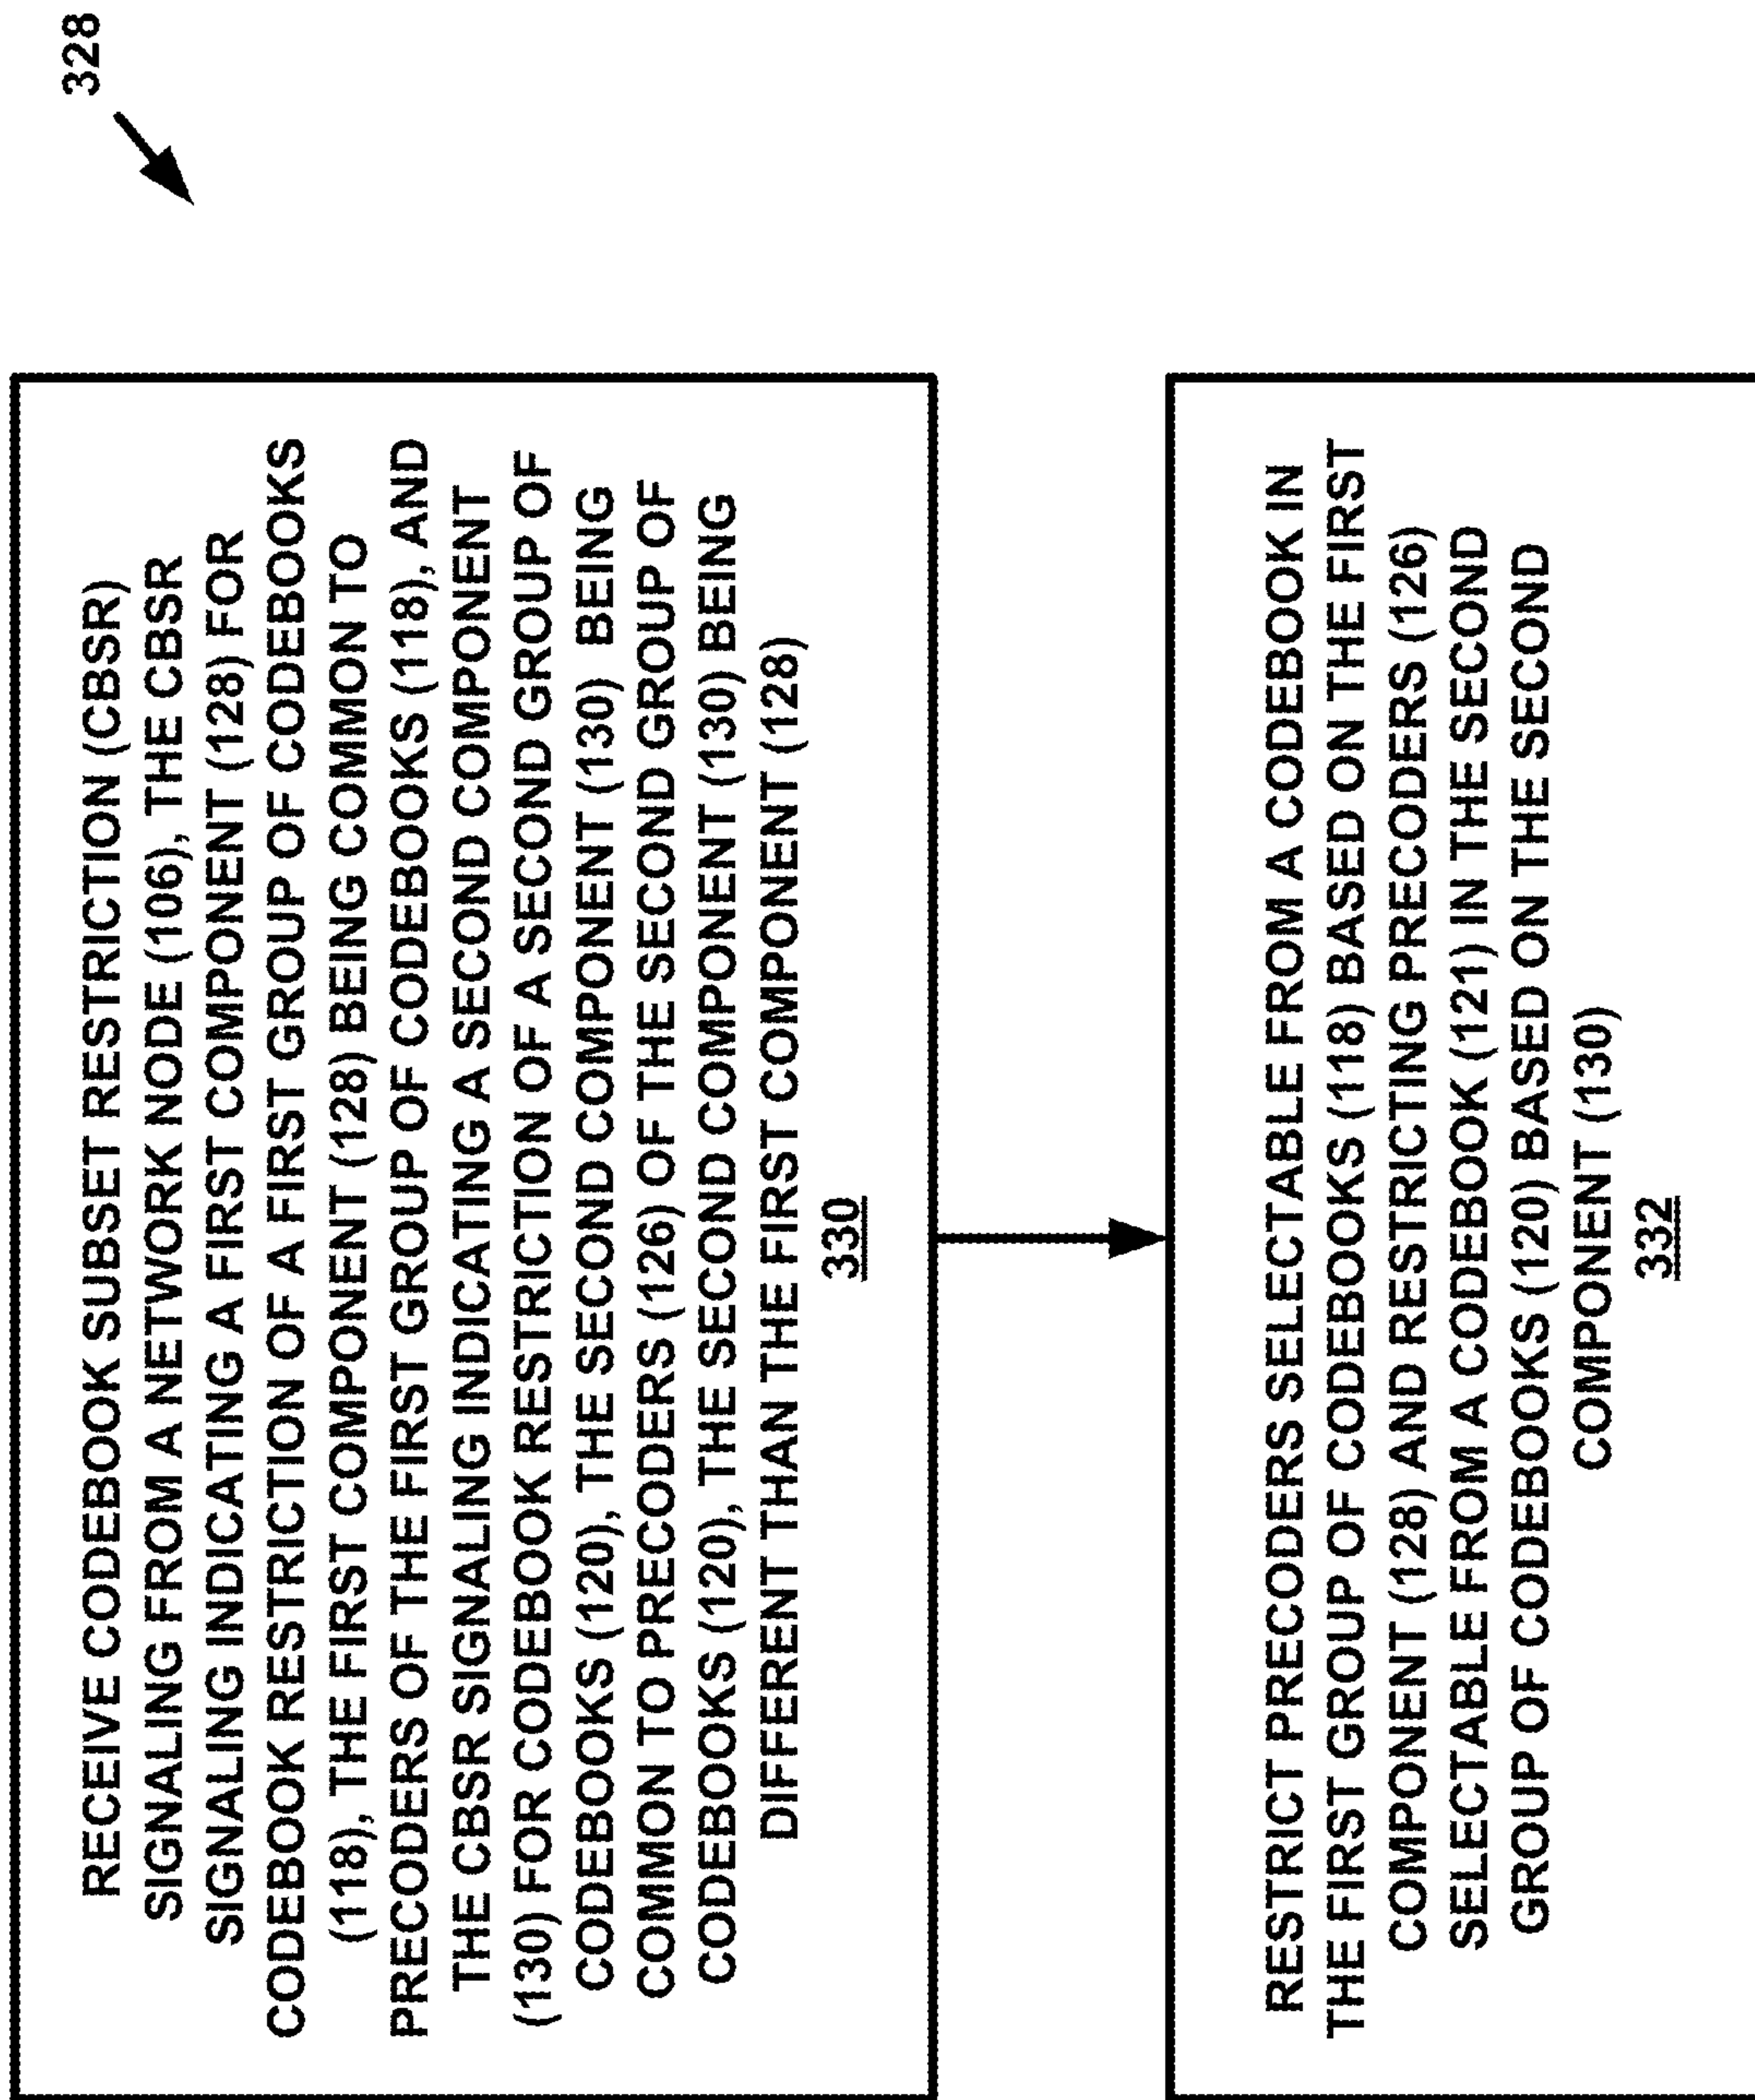 328
RECEIVE CODEBOOK SUBSET RESTRICTION (CBSR)
SIGNALING FROM A NETWORK NODE (106), THE CBSR
SIGNALING INDICATING A FIRST COMPONENT (128) FOR
CODEBOOK RESTRICTION OF A FIRST GROUP OF CODEBOOKS
(118), THE FIRST COMPONENT (128) BEING COMMON TO
PRECODERS OF THE FIRST GROUP OF CODEBOOKS (118), AND
THE CBSR SIGNALING INDICATING A SECOND COMPONENT
(130) FOR CODEBOOK RESTRICTION OF A SECOND GROUP OF
CODEBOOKS (120), THE SECOND COMPONENT (130) BEING
COMMON TO PRECODERS (126) OF THE SECOND GROUP OF
CODEBOOKS (120), THE SECOND COMPONENT (130) BEING
DIFFERENT THAN THE FIRST COMPONENT (128)
330
RESTRICT PRECODERS SELECTABLE FROM A CODEBOOK IN
THE FIRST GROUP OF CODEBOOKS (118) BASED ON THE FIRST
COMPONENT (128) AND RESTRICTING PRECODERS (126)
SELECTABLE FROM A CODEBOOK (121) IN THE SECOND
GROUP OF CODEBOOKS (120) BASED ON THE SECOND
COMPONENT (130)
332